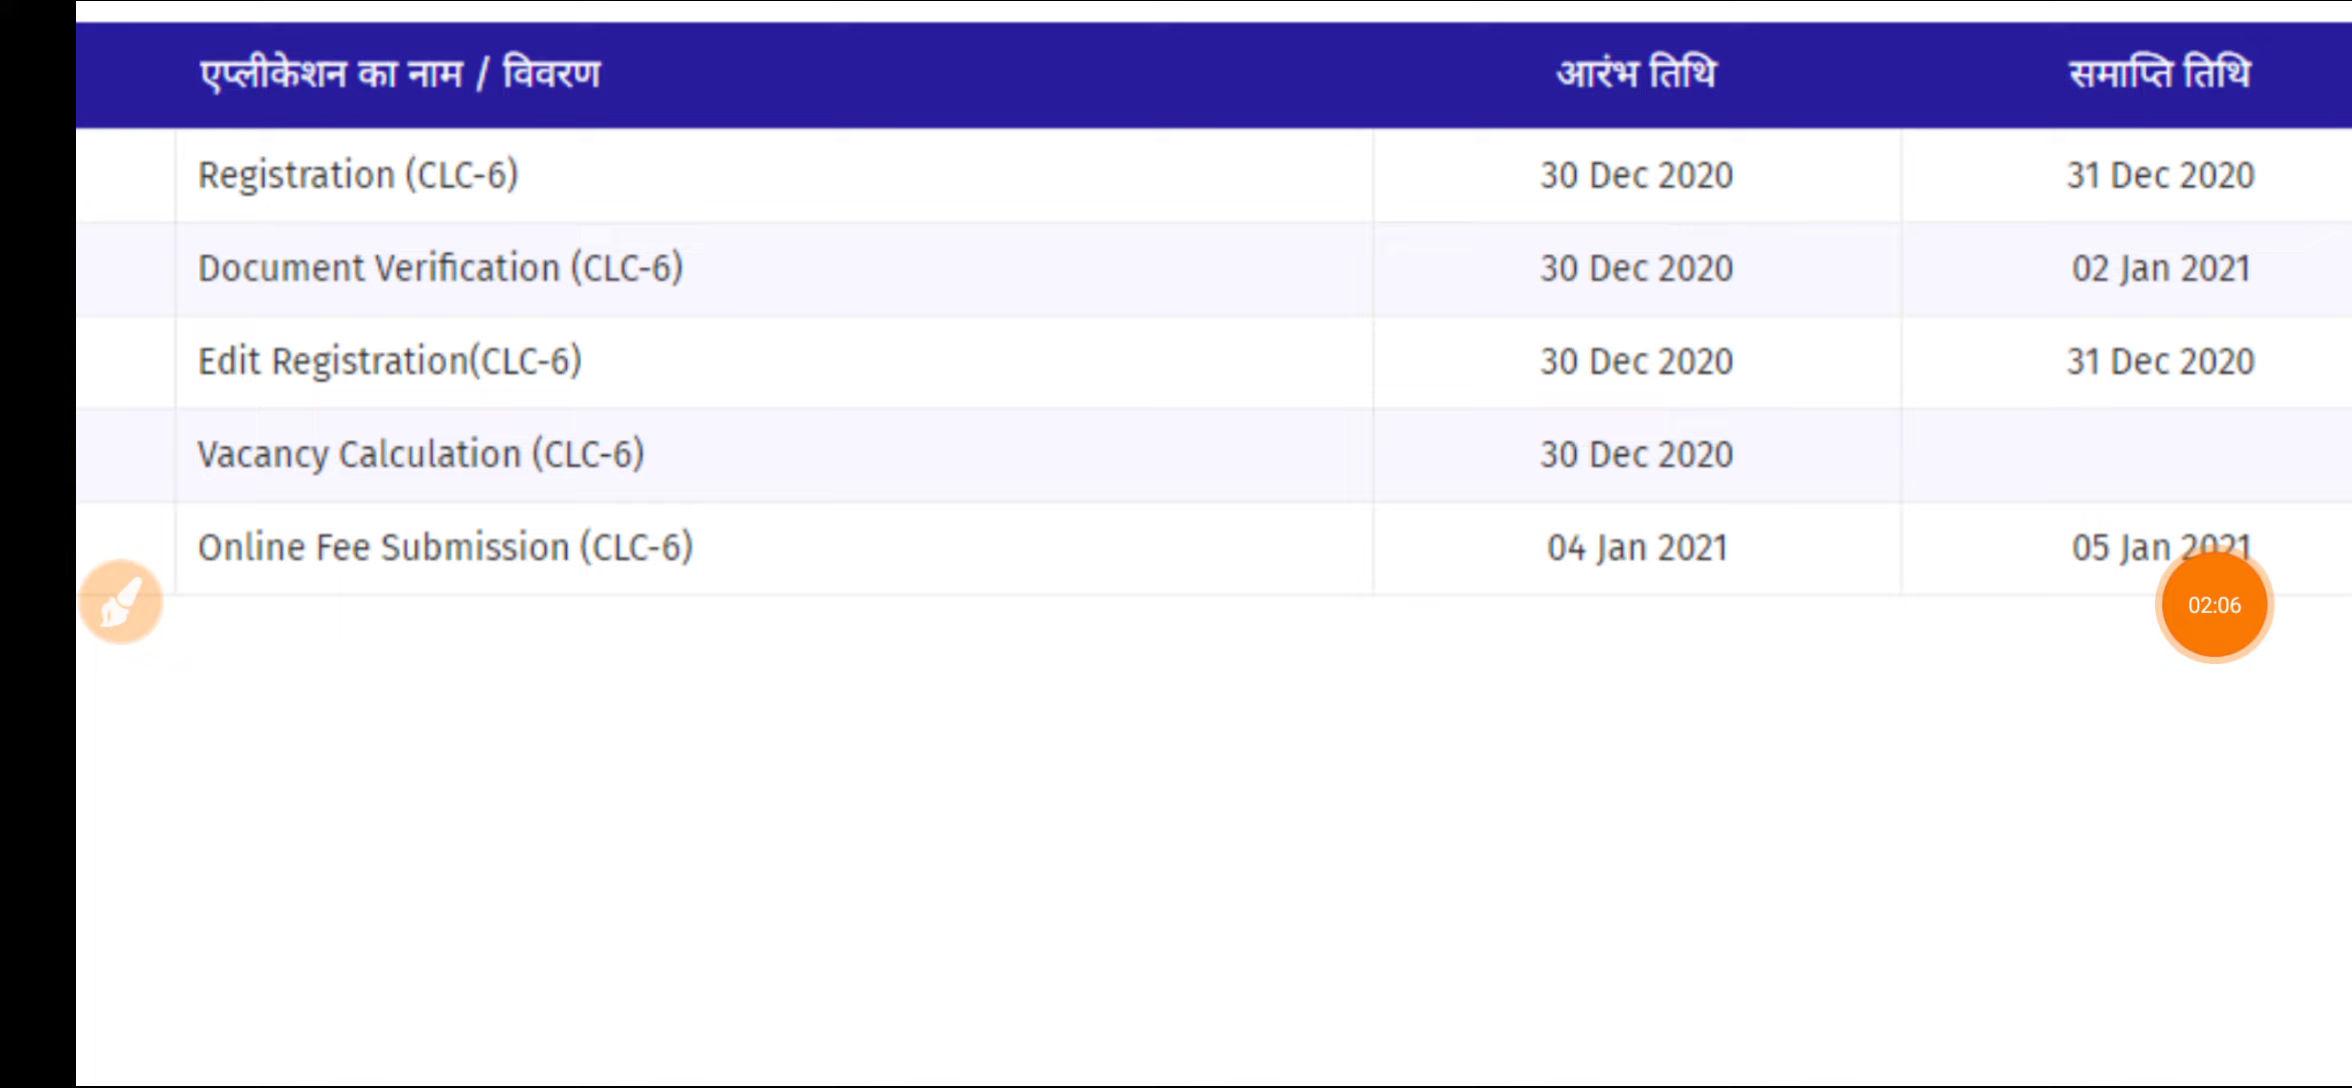 एप्लीकेशन का नाम / विवरण आरंभ तिथि समाप्ति तिथि
Registration (CLC-6) 30 Dec 2020 31 Dec 2020
Document Verification (CLC-6) 30 Dec 2020 02 Jan 2021
Edit Registration(CLC-6) 30 Dec 2020 31 Dec 2020
Vacancy Calculation (CLC-6) 30 Dec 2020
Online Fee Submission (CLC-6) 04 Jan 2021 05 Jan 2021
02:06